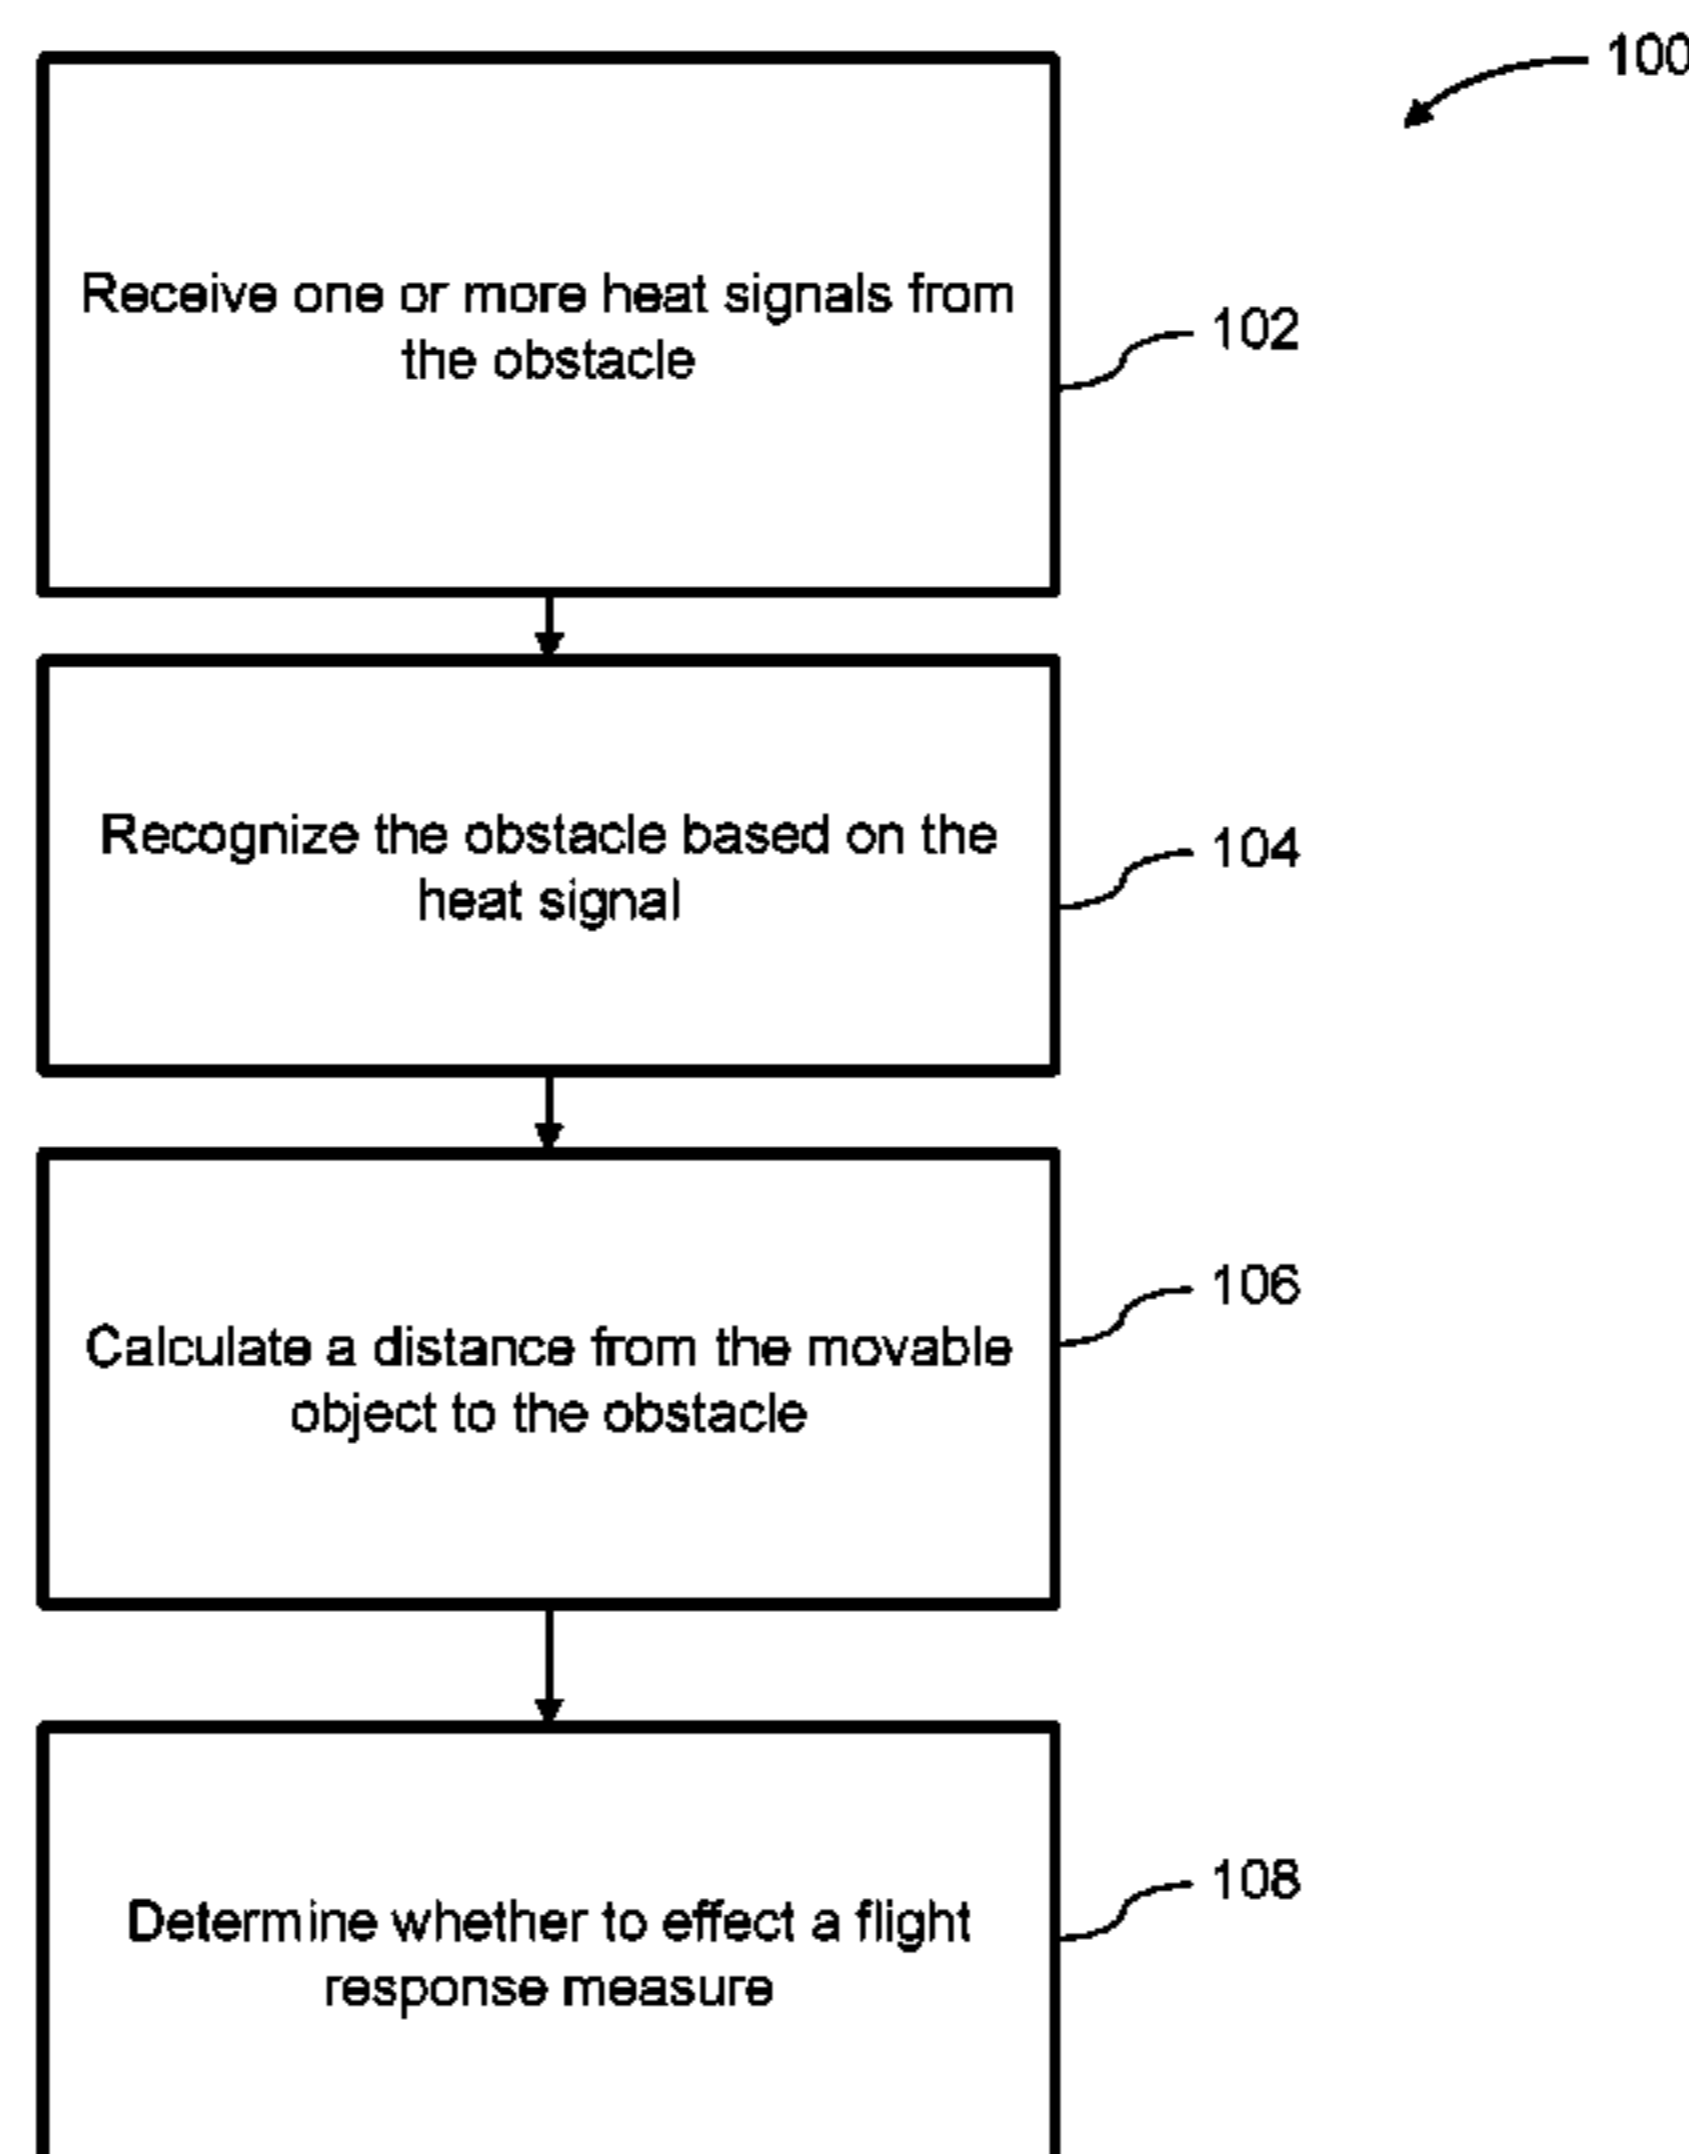 100
Receive one or more heat signals from
the obstacle
102
Recognize the obstacle based on the
heat signal
104
Calculate a distance from the movable
object to the obstacle
106
Determine whether to effect a flight
response measure
108